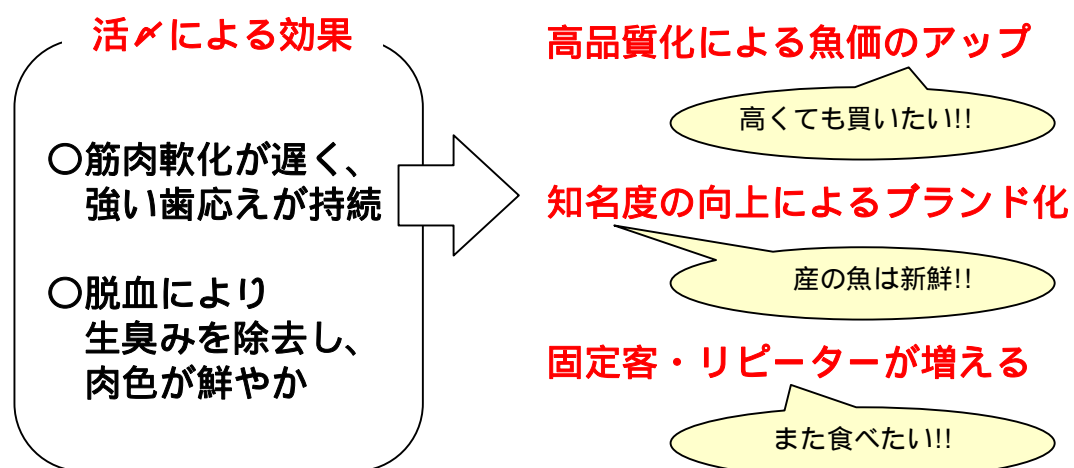 活〆による効果
○筋肉軟化が遅く、
強い歯応えが持続
○脱血により
生臭みを除去し、
肉色が鮮やか
高品質化による魚価のアップ
高くても買いたい!!
知名度の向上によるブランド化
産の魚は新鮮!!
固定客・リピーターが増える
また食べたい!!